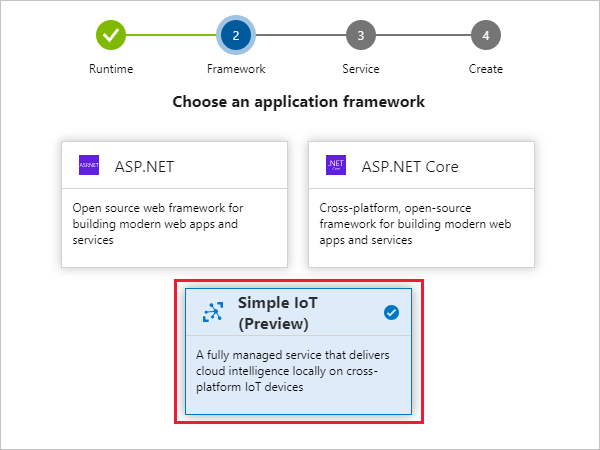 2
3
4
Runtime
Framework
Service
Create
Choose an application framework
ASP.NET
ASP.NET
Open source web framework for
building modern web apps and
services
.NET
Core
ASP.NET Core
Cross-platform, open-source
framework for building modern web
apps and services
Simple IoT
(Preview)
A fully managed service that delivers
cloud intelligence locally on cross-
platform IoT devices